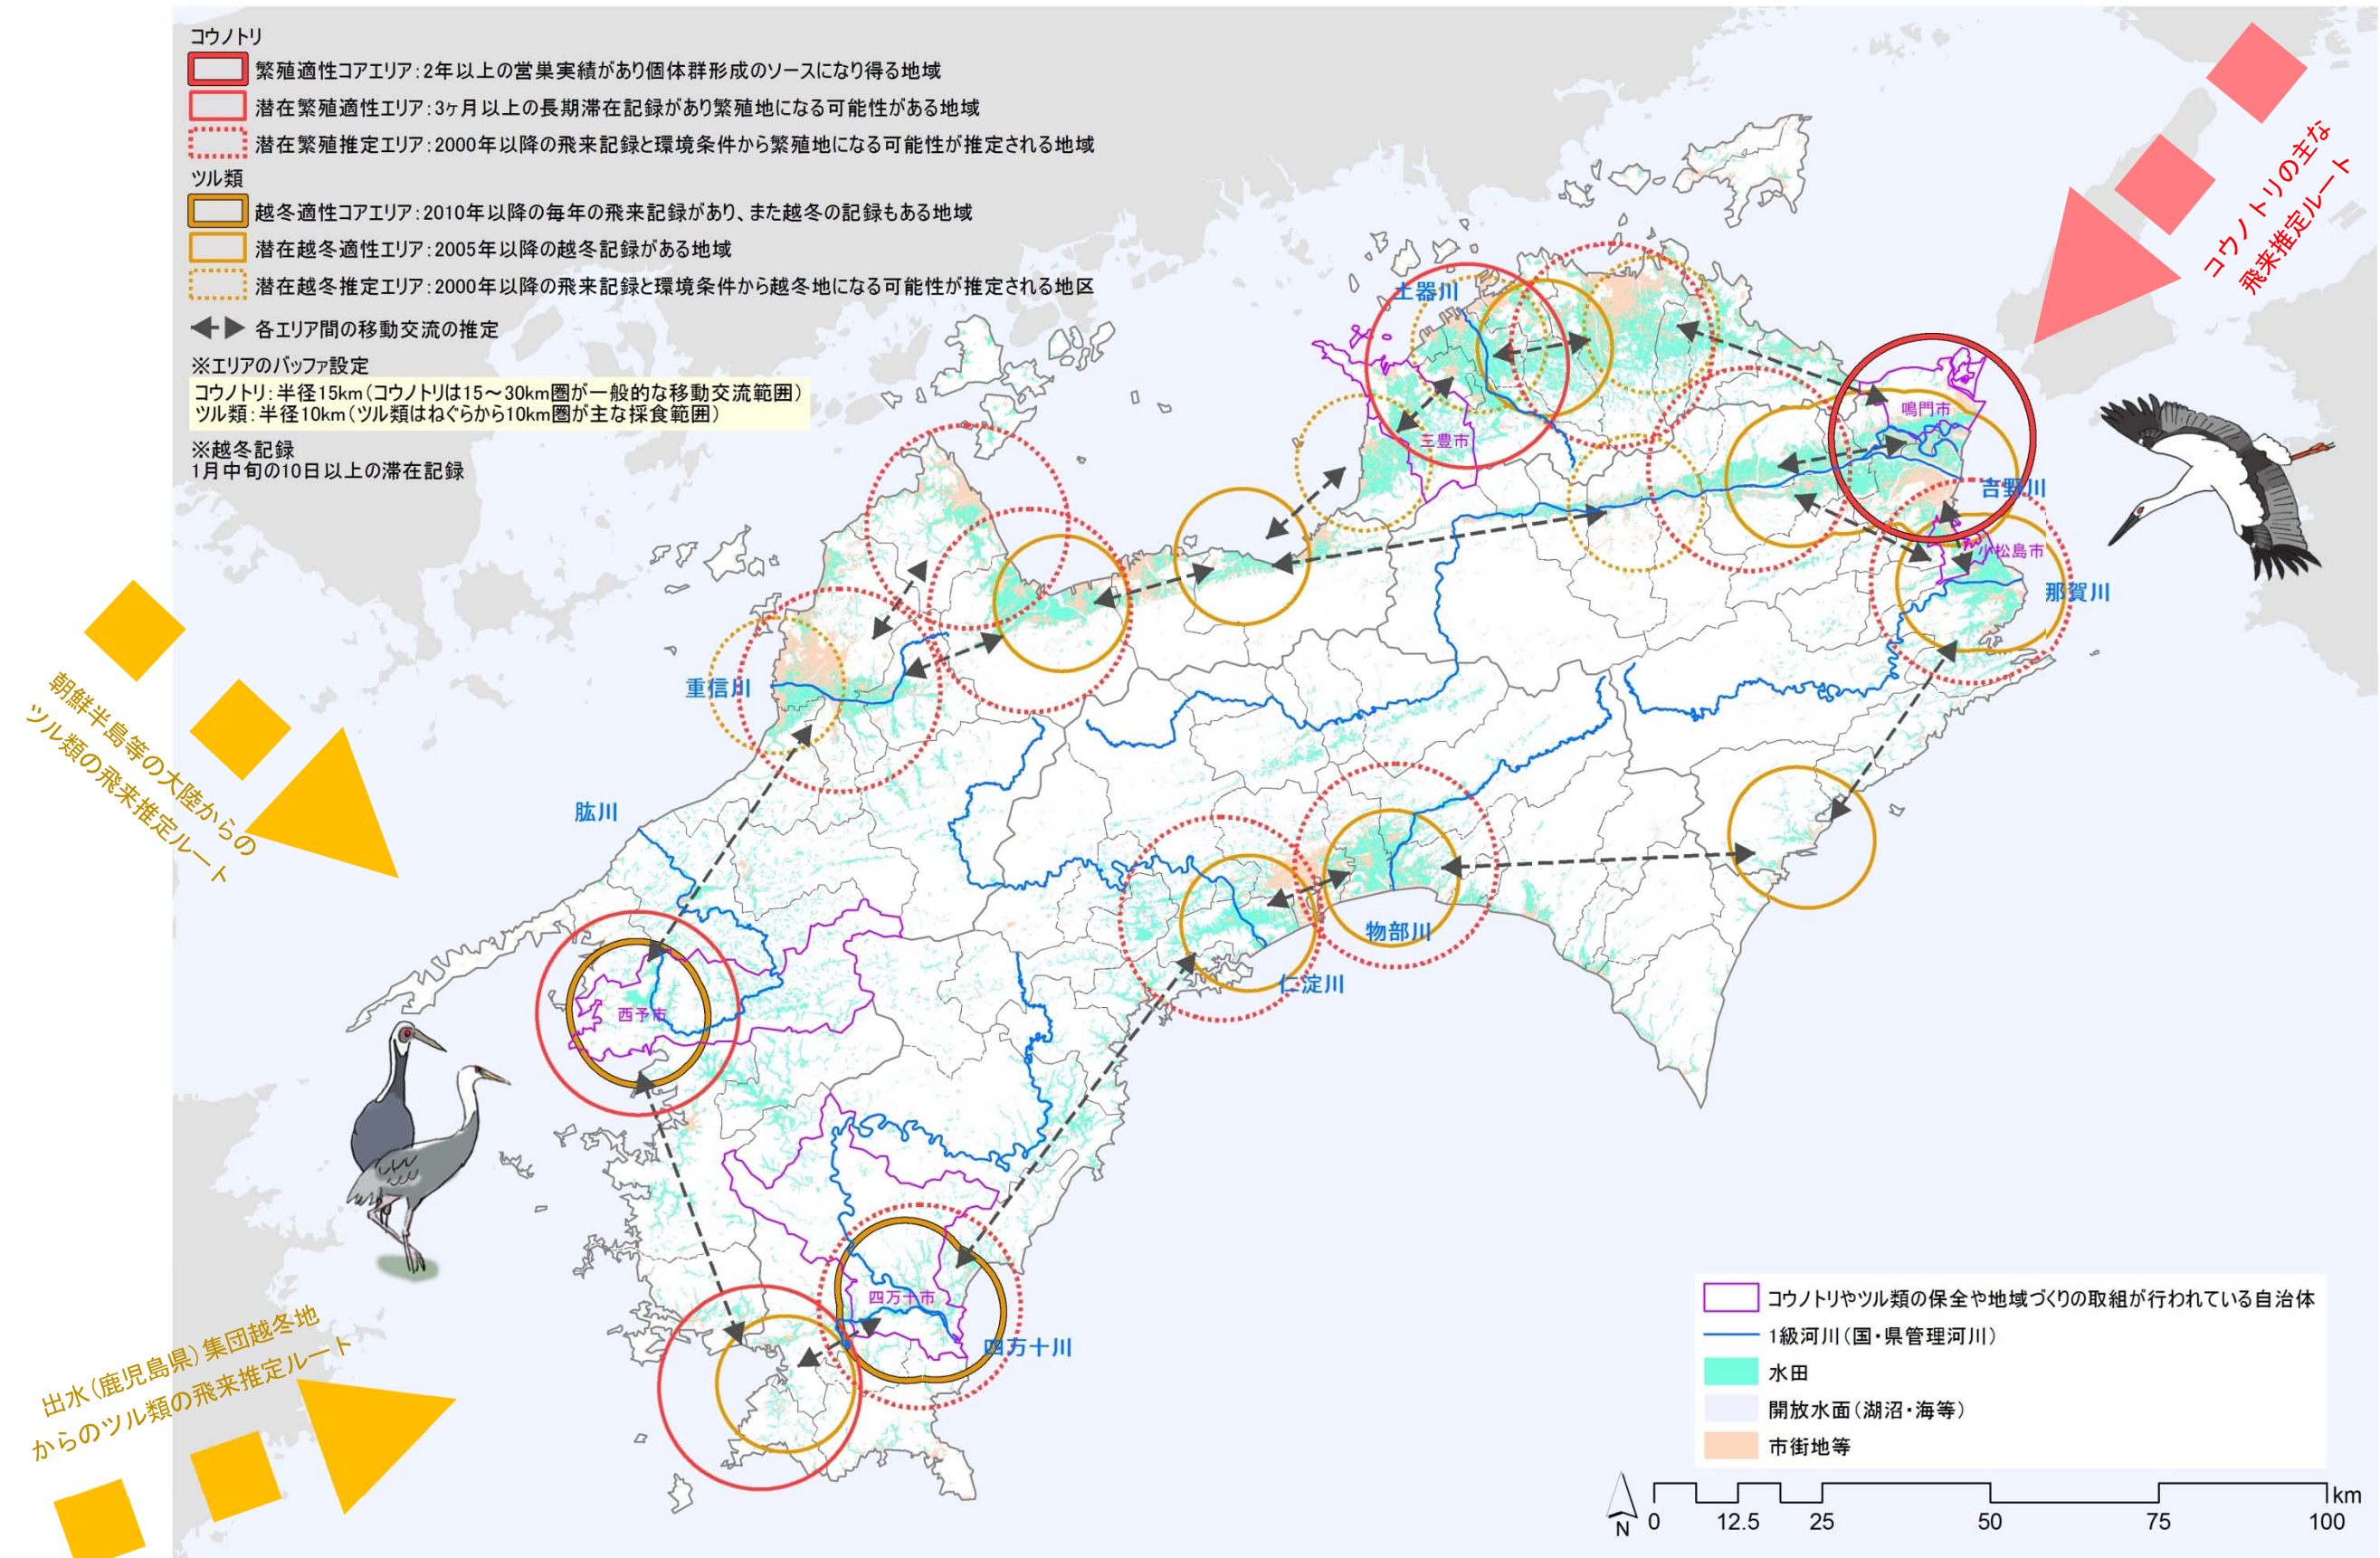 コウノトリ
繁殖適性コアエリア:2年以上の営巣実績があり個体群形成のソースになり得る地域
潜在繁殖適性エリア:3ヶ月以上の長期滞在記録があり繁殖地になる可能性がある地域
潜在繁殖推定エリア:2000年以降の飛来記録と環境条件から繁殖地になる可能性が推定される地域
ツル類
越冬適性コアエリア:2010年以降の毎年の飛来記録があり、また越冬の記録もある地域
潜在越冬適性エリア:2005年以降の越冬記録がある地域
潜在越冬推定エリア:2000年以降の飛来記録と環境条件から越冬地になる可能性が推定される地区
各エリア間の移動交流の推定
※エリアのバッファ設定
コウノトリ:半径15km(コウノトリは15～30km圏が一般的な移動交流範囲)
ツル類:半径10km(ツル類はねぐらから10km圏が主な採食範囲)
※越冬記録
1月中旬の10日以上の滞在記録
コウノトリの主な
飛来推定ルート
土器川
鳴門市
三豊市
吉野川
小松島市
那賀川
重信川
朝鮮半島等の大陸からの
ツル類の飛来推定ルート
肱川
物部川
仁淀川
西予市
四万十市
四万十川
出水(鹿児島県)集団越冬地
からのツル類の飛来推定ルート
コウノトリやツル類の保全や地域づくりの取組が行われている自治体
1級河川(国・県管理河川)
水田
開放水面(湖沼・海等)
市街地等
N
0 12.5 25 50 75 100
km